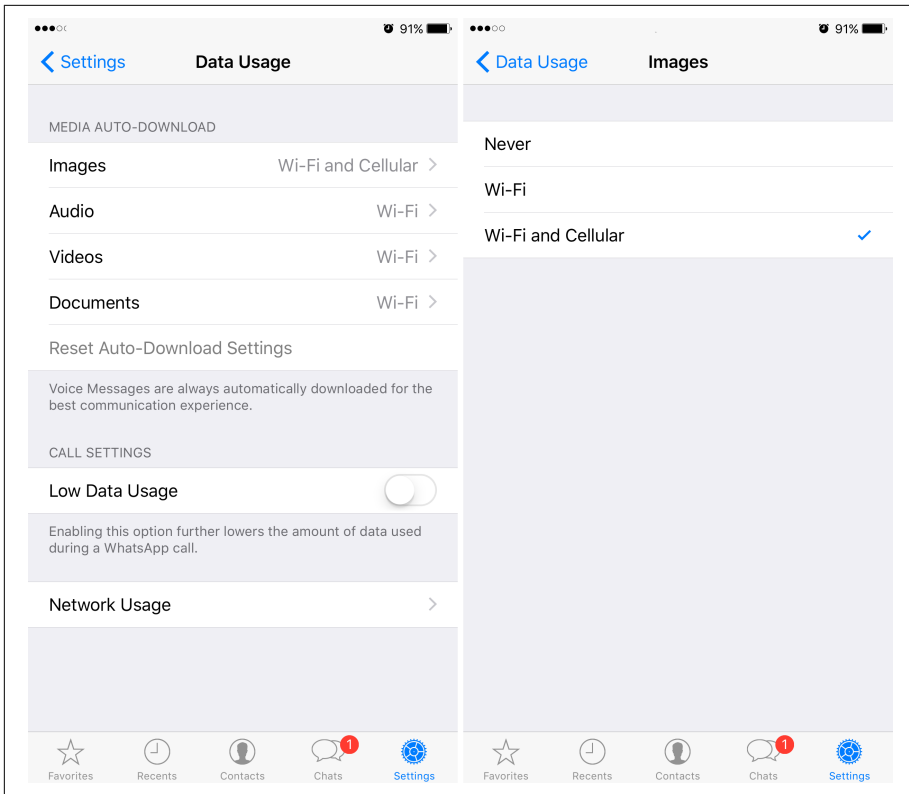 91%
Settings
Data Usage
MEDIA AUTO-DOWNLOAD
Images Wi-Fi and Cellular
Audio Wi-Fi
Videos Wi-Fi
Documents Wi-Fi
Reset Auto-Download Settings
Voice Messages are always automatically downloaded for the
best communication experience.
CALL SETTINGS
Low Data Usage
Enabling this option further lowers the amount of data used
during a WhatsApp call.
Network Usage
1
Favorites Recents Contacts Chats Settings
91%
Data Usage
Images
Never
Wi-Fi
Wi-Fi and Cellular
1
Favorites Recents Contacts Chats Settings